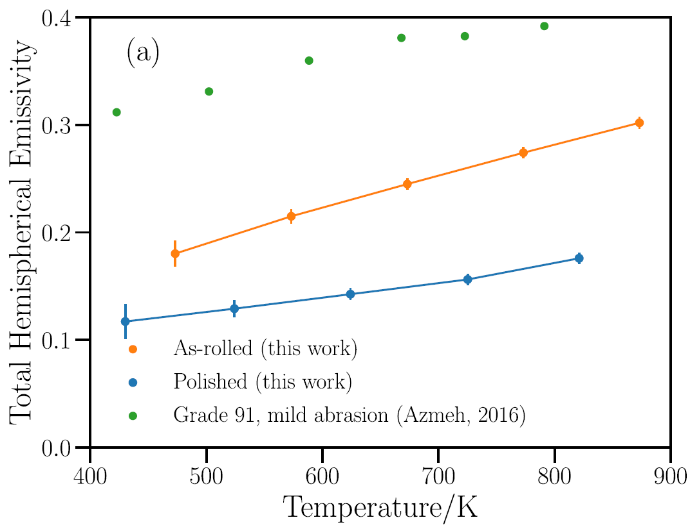 (a)
Total Hemispherical Emissivity
0.4
0.3
0.2
0.1
0.0
As-rolled (this work)
Polished (this work)
Grade 91, mild abrasion (Azmeh, 2016)
400 500 600 700 800 900
Temperature/K